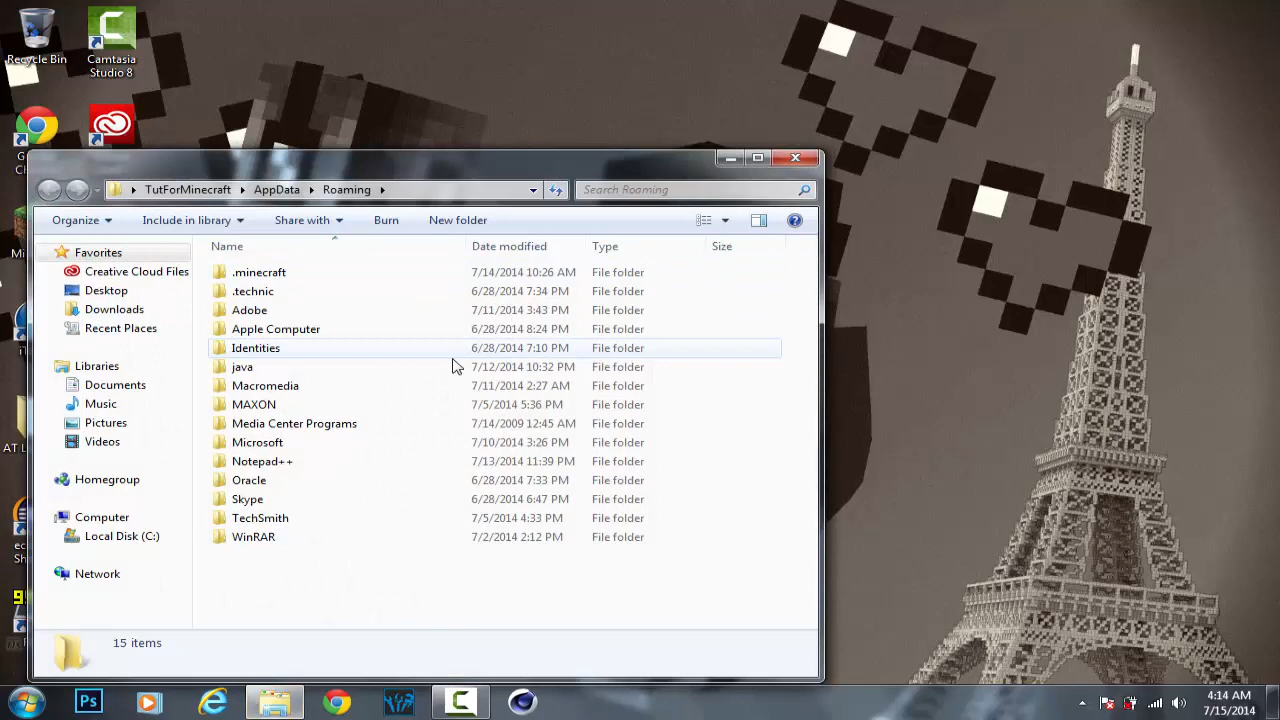 Recycle Bin
Camtasia
Studio 8
TutForMinecraft AppData Roaming
Search Roaming
Organize Include in library Share with Burn New folder
Name Date modified Type Size
Favorites
Creative Cloud Files
Desktop
Downloads
Recent Places
Libraries
Documents
Music
Pictures
Videos
Homegroup
Computer
Local Disk (C:)
Network
.minecraft 7/14/2014 10:26 AM File folder
.technic 6/28/2014 7:34 PM File folder
Adobe 7/11/2014 3:43 PM File folder
Apple Computer 6/28/2014 8:24 PM File folder
Identities 6/28/2014 7:10 PM File folder
java 7/12/2014 10:32 PM File folder
Macromedia 7/11/2014 2:27 AM File folder
MAXON 7/5/2014 5:36 PM File folder
Media Center Programs 7/14/2009 12:45 AM File folder
Microsoft 7/10/2014 3:26 PM File folder
Notepad++ 7/13/2014 11:39 PM File folder
Oracle 6/28/2014 7:33 PM File folder
Skype 6/28/2014 6:47 PM File folder
TechSmith 7/5/2014 4:33 PM File folder
WinRAR 7/2/2014 2:12 PM File folder
15 items
Ps
4:14 AM
7/15/2014